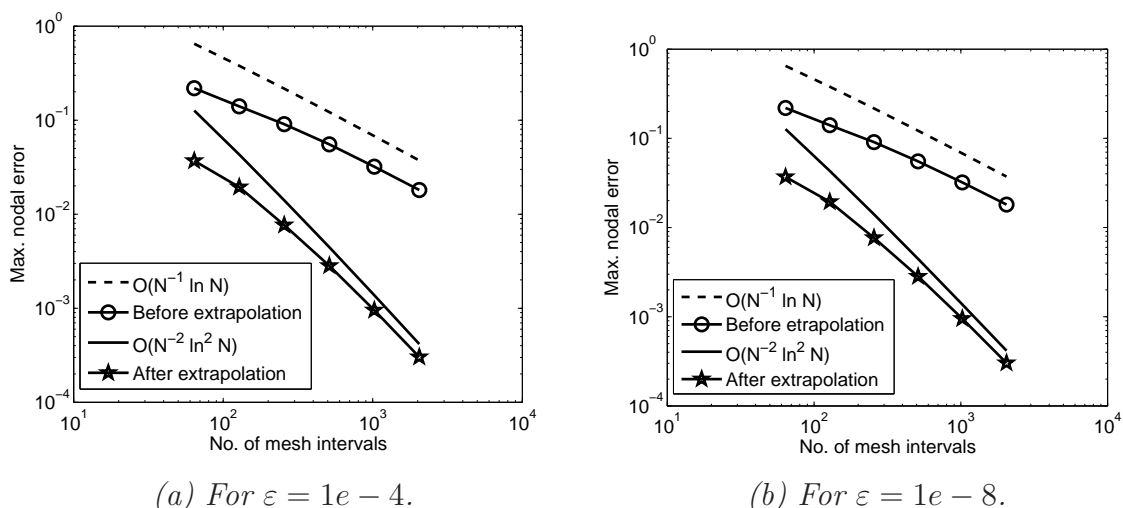 10^0
10^-1
10^-2
10^-3
10^-4
Max. nodal error
O(N^-1 ln N)
Before extrapolation
O(N^-2 ln^2 N)
After extrapolation
10^1 10^2 10^3 10^4
No. of mesh intervals
(a) For ε = 1e − 4.
10^0
10^-1
10^-2
10^-3
10^-4
Max. nodal error
O(N^-1 ln N)
Before etrapolation
O(N^-2 ln^2 N)
After extrapolation
10^1 10^2 10^3 10^4
No. of mesh intervals
(b) For ε = 1e − 8.